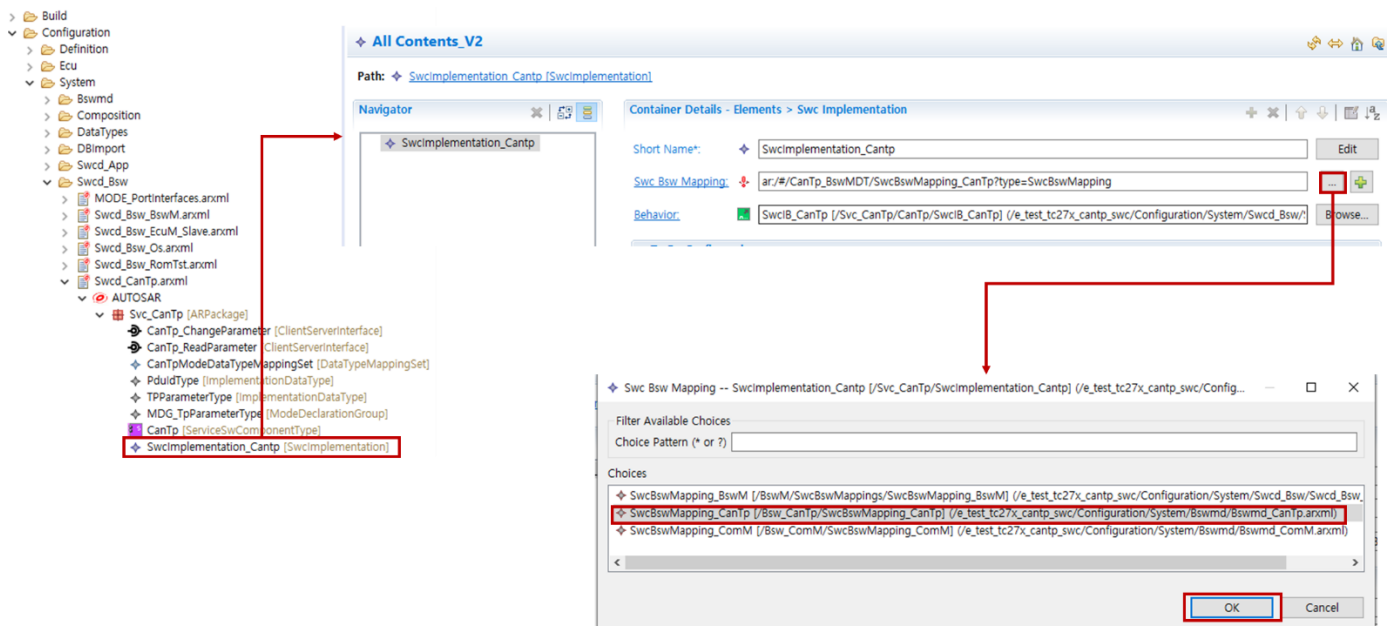 Build
Configuration
Definition
Ecu
System
Bswmd
Composition
DataTypes
DBImport
Swcd_App
Swcd_Bsw
MODE_PortInterfaces.arxml
Swcd_Bsw_BswM.arxml
Swcd_Bsw_EcuM_Slave.arxml
Swcd_Bsw_Os.arxml
Swcd_Bsw_RomTst.arxml
Swcd_CanTp.arxml
AUTOSAR
Svc_CanTp [ARPackage]
CanTp_ChangeParameter [ClientServerInterface]
CanTp_ReadParameter [ClientServerInterface]
CanTpModeDataTypeMappingSet [DataTypeMappingSet]
PduIdType [ImplementationDataType]
TPParameterType [ImplementationDataType]
MDG_TpParameterType [ModeDeclarationGroup]
CanTp [ServiceSwComponentType]
SwcImplementation_Cantp [SwcImplementation]
All Contents_V2
Path: SwcImplementation_Cantp [SwcImplementation]
Navigator
SwcImplementation_Cantp
Container Details - Elements > Swc Implementation
Short Name*: SwcImplementation_Cantp Edit
Swc Bsw Mapping: ar:/#/CanTp_BswMDT/SwcBswMapping_CanTp?type=SwcBswMapping ...
Behavior: SwcIB_CanTp [/Svc_CanTp/CanTp/SwcIB_CanTp] (/e_test_tc27x_cantp_swc/Configuration/System/Swcd_Bsw/ Browse...
Swc Bsw Mapping -- SwcImplementation_Cantp [/Svc_CanTp/SwcImplementation_Cantp] (/e_test_tc27x_cantp_swc/Config...
Filter Available Choices
Choice Pattern (* or ?)
Choices
SwcBswMapping_BswM [/BswM/SwcBswMappings/SwcBswMapping_BswM] (/e_test_tc27x_cantp_swc/Configuration/System/Swcd_Bsw/Swcd_Bsw_
SwcBswMapping_CanTp [/Bsw_CanTp/SwcBswMapping_CanTp] (/e_test_tc27x_cantp_swc/Configuration/System/Bswmd/Bswmd_CanTp.arxml)
SwcBswMapping_ComM [/Bsw_ComM/SwcBswMapping_ComM] (/e_test_tc27x_cantp_swc/Configuration/System/Bswmd/Bswmd_ComM.arxml)
OK Cancel